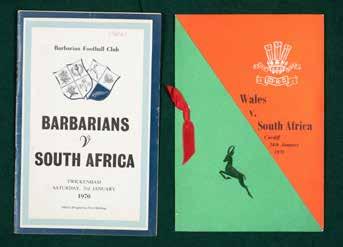 Barbarian Football Club
BARBARIANS
v
SOUTH AFRICA
TWICKENHAM
SATURDAY, 31st JANUARY
1970
Wales
v.
South Africa
Cardiff
24th January
1970